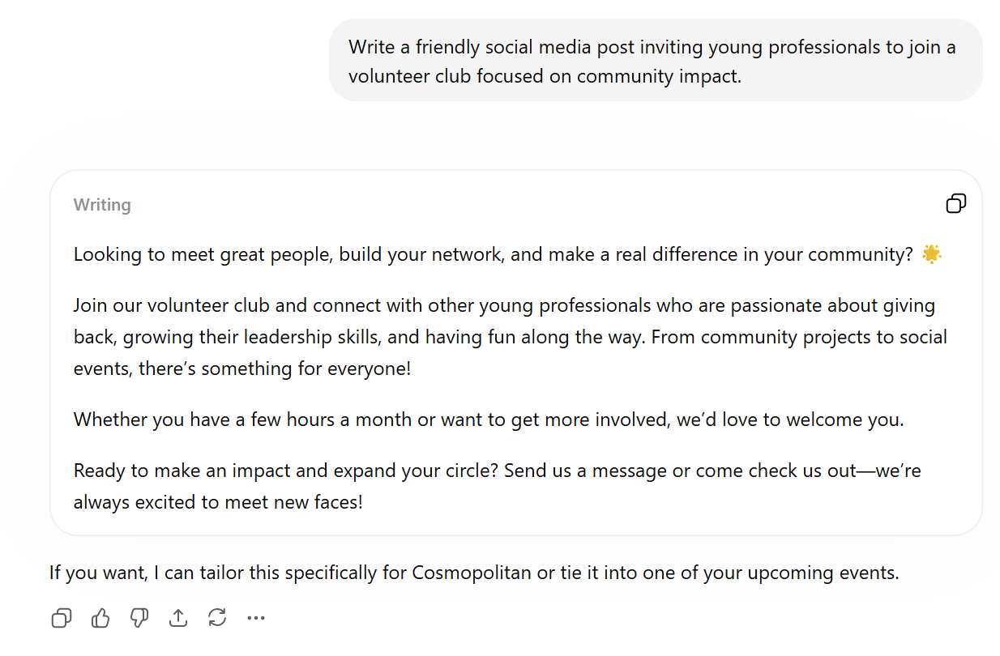 Write a friendly social media post inviting young professionals to join a
volunteer club focused on community impact.
Writing
Looking to meet great people, build your network, and make a real difference in your community? 🌟
Join our volunteer club and connect with other young professionals who are passionate about giving
back, growing their leadership skills, and having fun along the way. From community projects to social
events, there’s something for everyone!
Whether you have a few hours a month or want to get more involved, we’d love to welcome you.
Ready to make an impact and expand your circle? Send us a message or come check us out—we’re
always excited to meet new faces!
If you want, I can tailor this specifically for Cosmopolitan or tie it into one of your upcoming events.